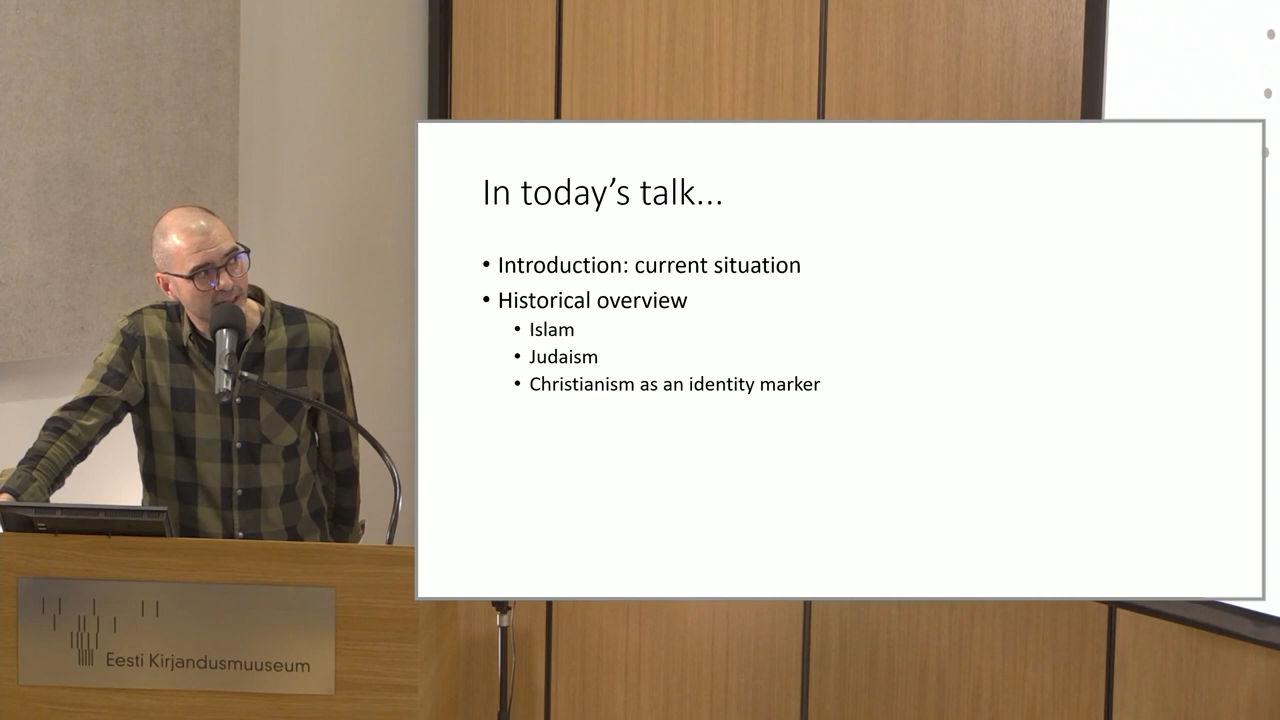 In today's talk...
• Introduction: current situation
• Historical overview
• Islam
• Judaism
• Christianism as an identity marker
Eesti Kirjandusmuuseum